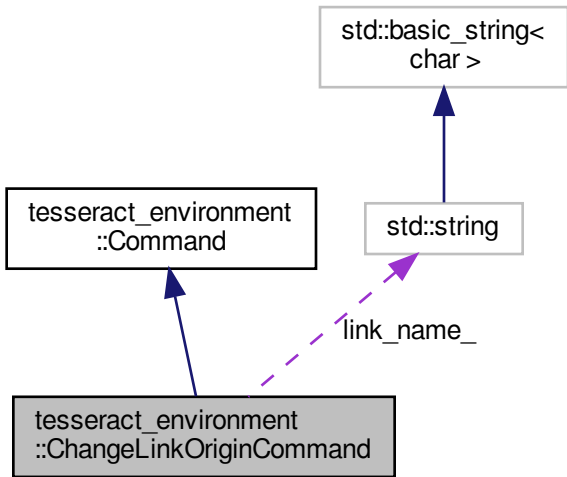 std::basic_string<
char >
tesseract_environment
::Command
std::string
link_name_
tesseract_environment
::ChangeLinkOriginCommand